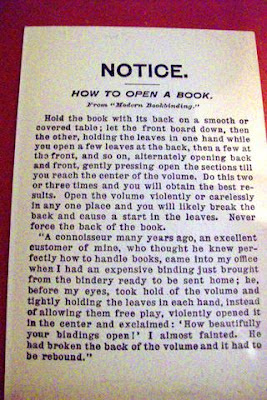 NOTICE.
HOW TO OPEN A BOOK.
From "Modern Bookbinding."
Hold the book with its back on a smooth or
covered table; let the front board down, then
the other, holding the leaves in one hand while
you open a few leaves at the back, then a few at
the front, and so on, alternately opening back
and front, gently pressing open the sections till
you reach the center of the volume. Do this two
or three times and you will obtain the best re-
sults. Open the volume violently or carelessly
in any one place and you will likely break the
back and cause a start in the leaves. Never
force the back of the book.
"A connoisseur many years ago, an excellent
customer of mine, who thought he knew per-
fectly how to handle books, came into my office
when I had an expensive binding just brought
from the bindery ready to be sent home; he,
before my eyes, took hold of the volume and
tightly holding the leaves in each hand, instead
of allowing them free play, violently opened it
in the center and exclaimed: 'How beautifully
your bindings open!' I almost fainted. He
had broken the back of the volume and it had to
be rebound."